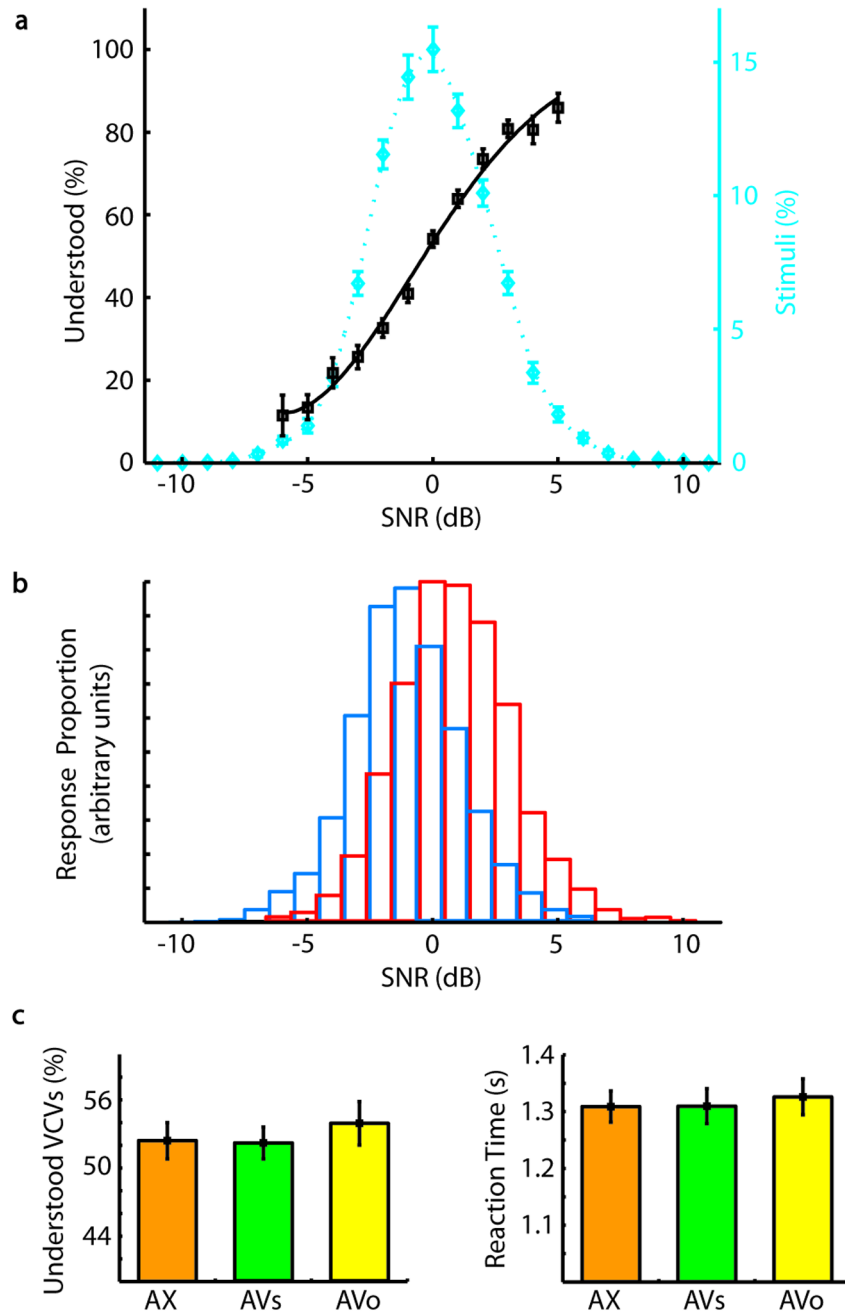 a
Understood (%)
100
80
60
40
20
0
-10
-5
0
5
10
SNR (dB)
15
10
5
0
Stimuli (%)
b
Response Proportion
(arbitrary units)
-10
-5
0
5
10
SNR (dB)
c
Understood VCVs (%)
56
50
44
AX
AVs
AVo
Reaction Time (s)
1.4
1.3
1.2
1.1
AX
AVs
AVo